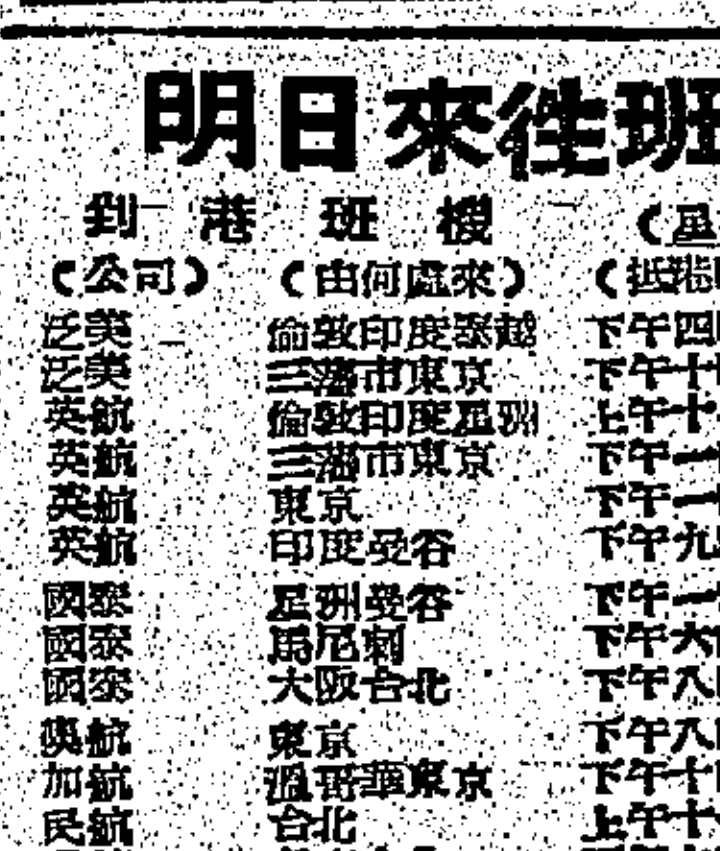 明日來往班
到港班機
(公司) (由何處來) (抵港
泛美 倫敦印度泰越 下午四
泛美 三藩市東京 下午十
英航 倫敦印度星洲 上午十
英航 三藩市東京 下午一
英航 東京 下午一
英航 印度曼谷 下午九
國泰 星洲曼谷 下午一
國泰 馬尼剌 下午六
國泰 大阪台北 下午八
澳航 東京 下午八
加航 溫哥華東京 下午十
民航 台北 上午十